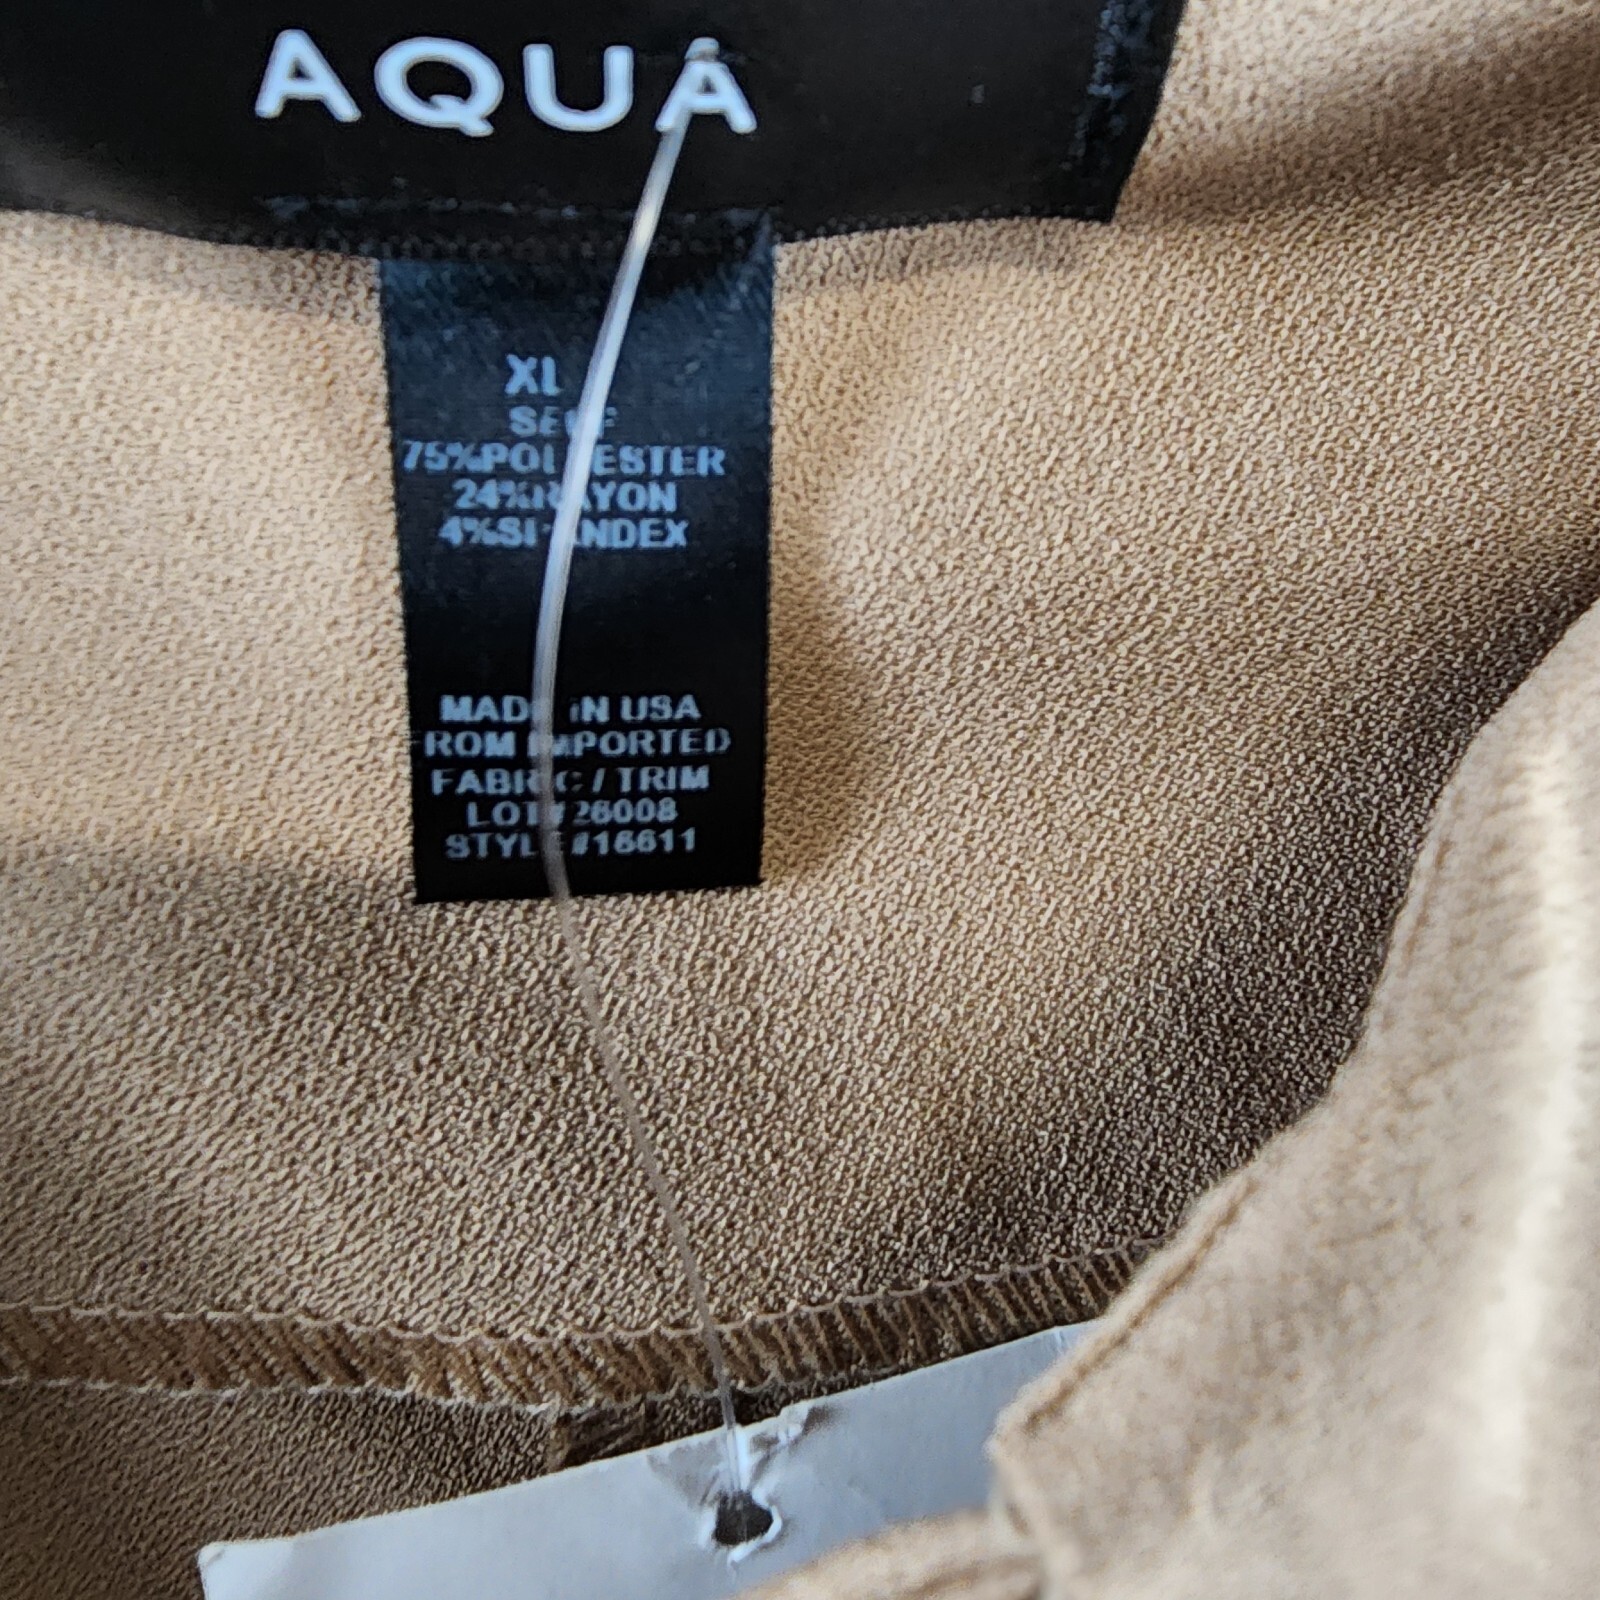 AQUA
XL
SELF
75%POLYESTER
24%RAYON
4%SPANDEX
MADE IN USA
FROM IMPORTED
FABRIC / TRIM
LOT#26008
STYLE#16611